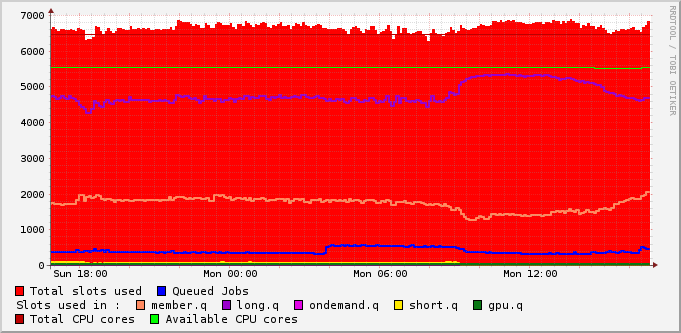 7000
6000
5000
4000
3000
2000
1000
0
Sun 18:00 Mon 00:00 Mon 06:00 Mon 12:00
RRDTOOL / TOBI OETIKER
Total slots used Queued Jobs
Slots used in : member.q long.q ondemand.q short.q gpu.q
Total CPU cores Available CPU cores